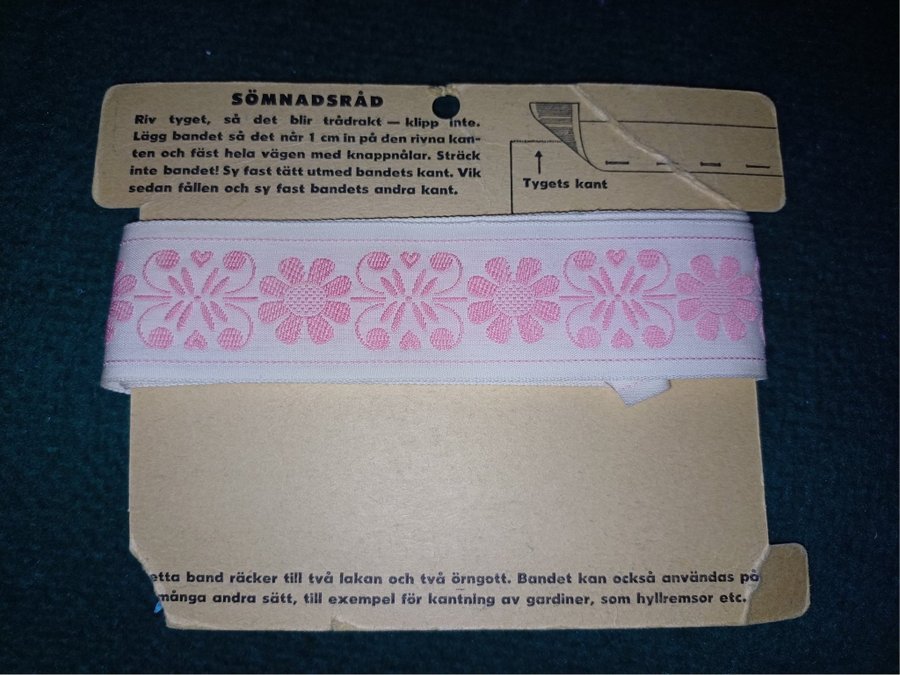 SÖMNADSRÅD
Riv tyget, så det blir trådrakt — klipp inte.
Lägg bandet så det når 1 cm in på den rivna kan-
ten och fäst hela vägen med knappnålar. Sträck
inte bandet! Sy fast tätt utmed bandets kant. Vik
sedan fållen och sy fast bandets andra kant.
Tygets kant
etta band räcker till två lakan och två örngott. Bandet kan också användas på
många andra sätt, till exempel för kantning av gardiner, som hyllremsor etc.